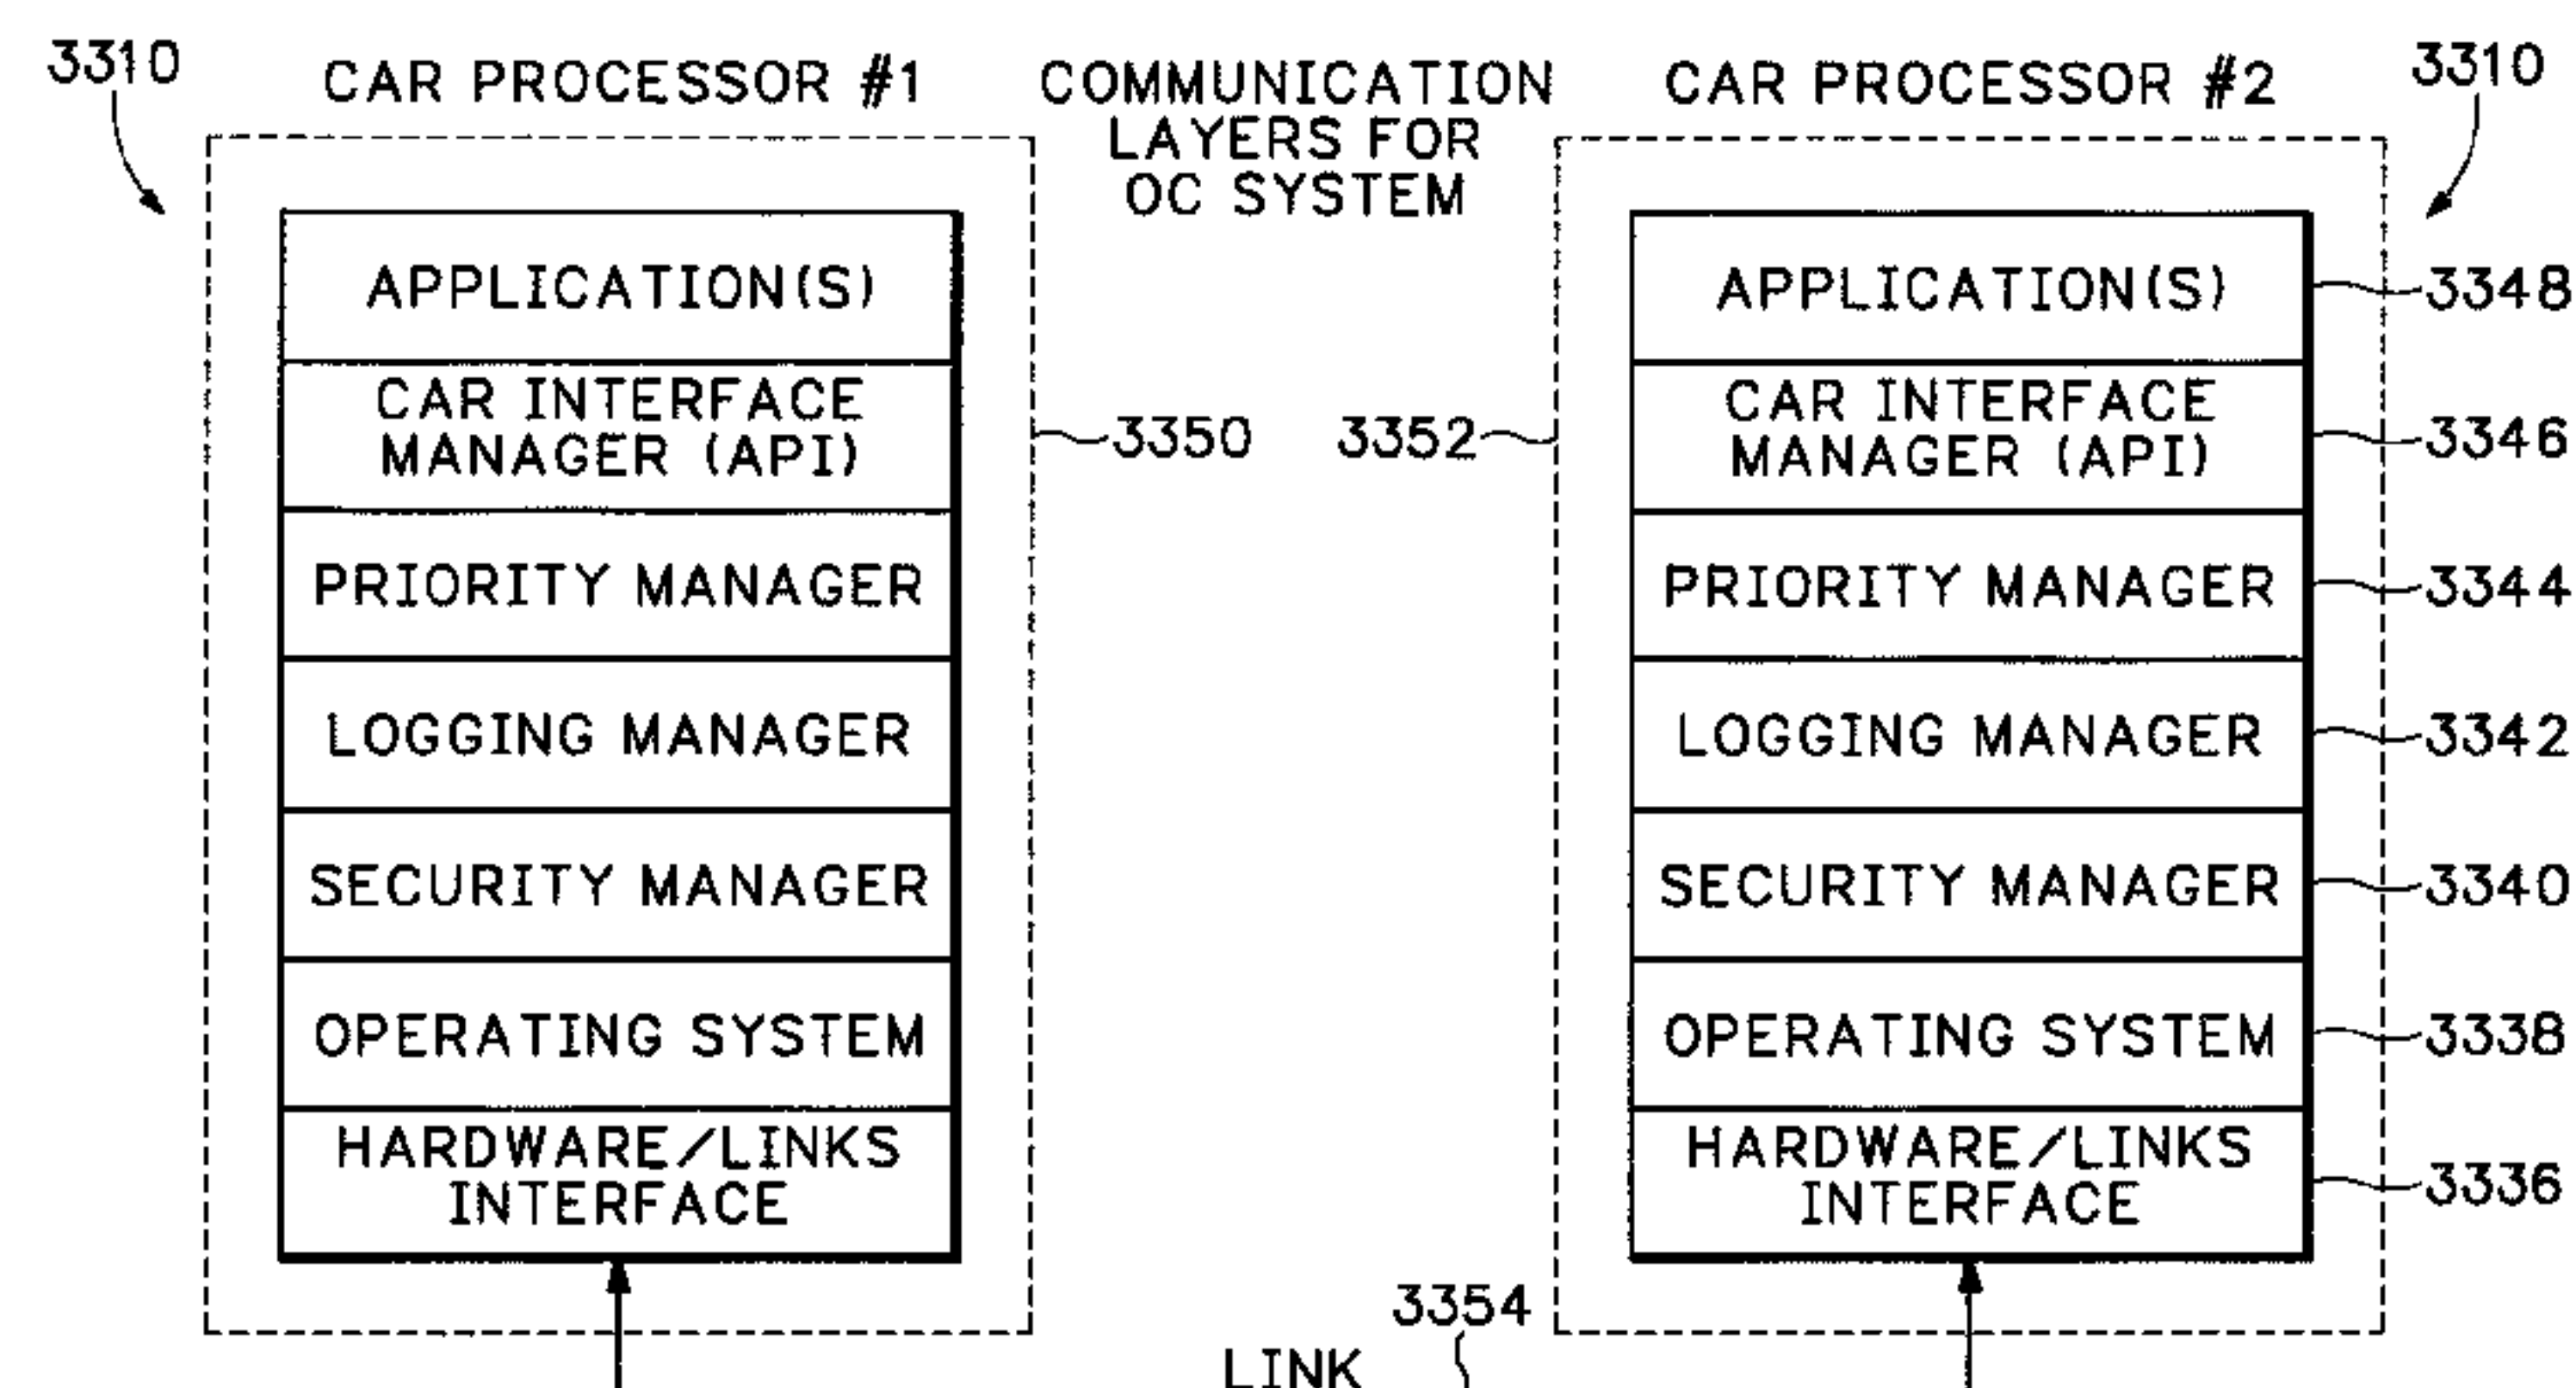 3310
CAR PROCESSOR #1
COMMUNICATION
LAYERS FOR
OC SYSTEM
CAR PROCESSOR #2
3310
APPLICATION(S)
CAR INTERFACE
MANAGER (API)
PRIORITY MANAGER
LOGGING MANAGER
SECURITY MANAGER
OPERATING SYSTEM
HARDWARE/LINKS
INTERFACE
3350
3352
APPLICATION(S)
3348
CAR INTERFACE
MANAGER (API)
3346
PRIORITY MANAGER
3344
LOGGING MANAGER
3342
SECURITY MANAGER
3340
OPERATING SYSTEM
3338
HARDWARE/LINKS
INTERFACE
3336
3354
LINK